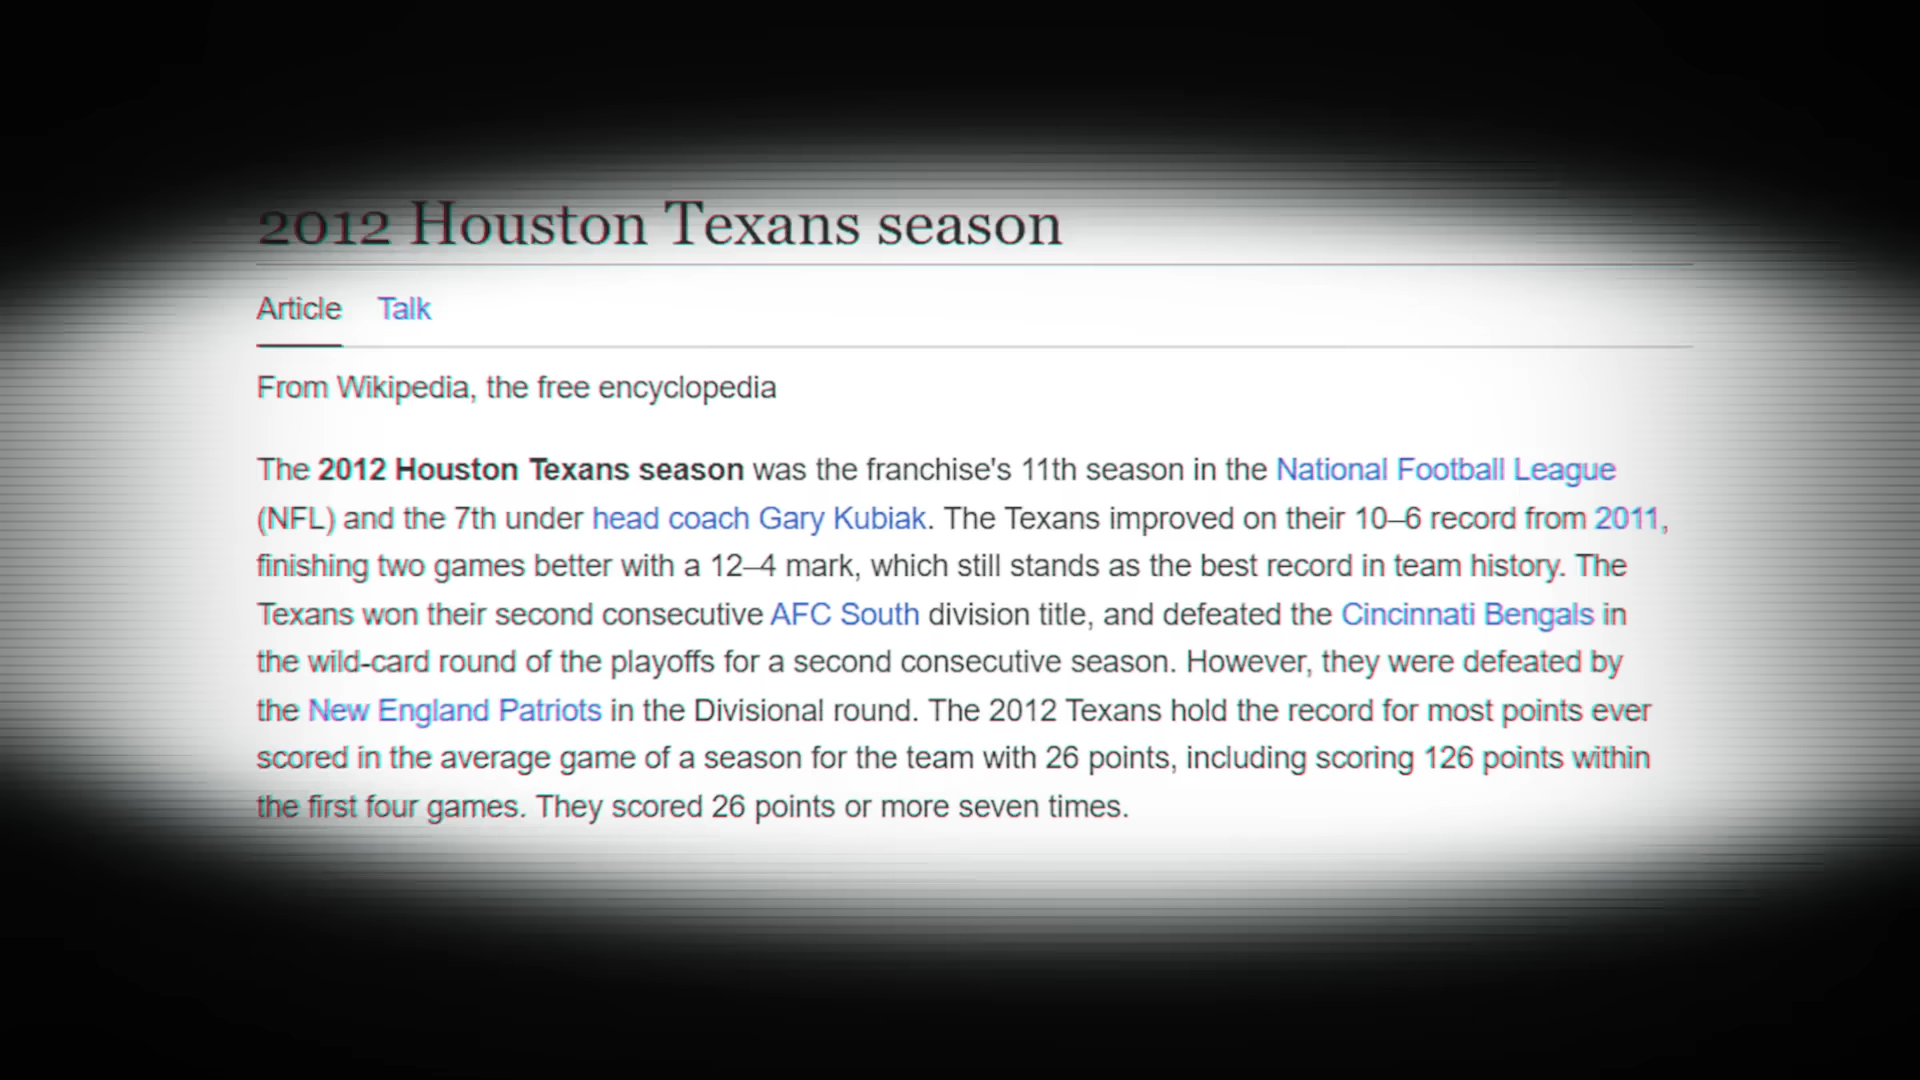 2012 Houston Texans season
Article Talk
From Wikipedia, the free encyclopedia
The 2012 Houston Texans season was the franchise's 11th season in the National Football League
(NFL) and the 7th under head coach Gary Kubiak. The Texans improved on their 10–6 record from 2011,
finishing two games better with a 12–4 mark, which still stands as the best record in team history. The
Texans won their second consecutive AFC South division title, and defeated the Cincinnati Bengals in
the wild-card round of the playoffs for a second consecutive season. However, they were defeated by
the New England Patriots in the Divisional round. The 2012 Texans hold the record for most points ever
scored in the average game of a season for the team with 26 points, including scoring 126 points within
the first four games. They scored 26 points or more seven times.